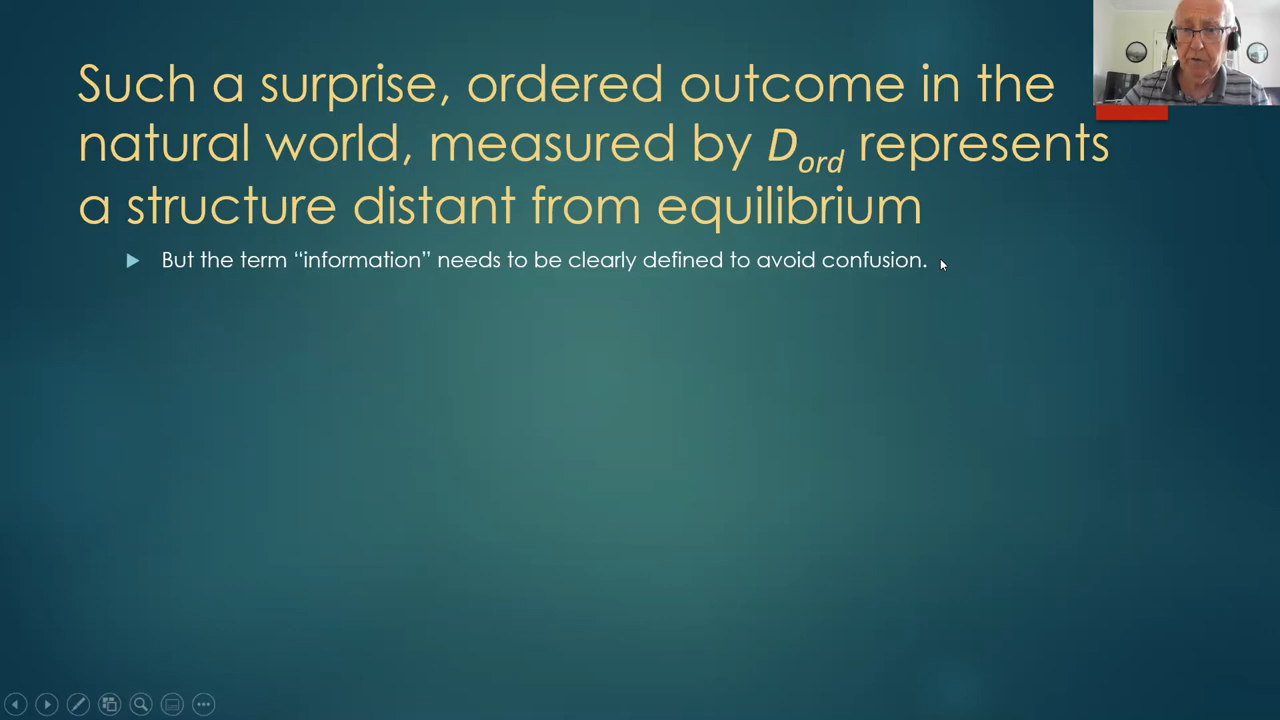 Such a surprise, ordered outcome in the
natural world, measured by Dord represents
a structure distant from equilibrium
But the term “information” needs to be clearly defined to avoid confusion.